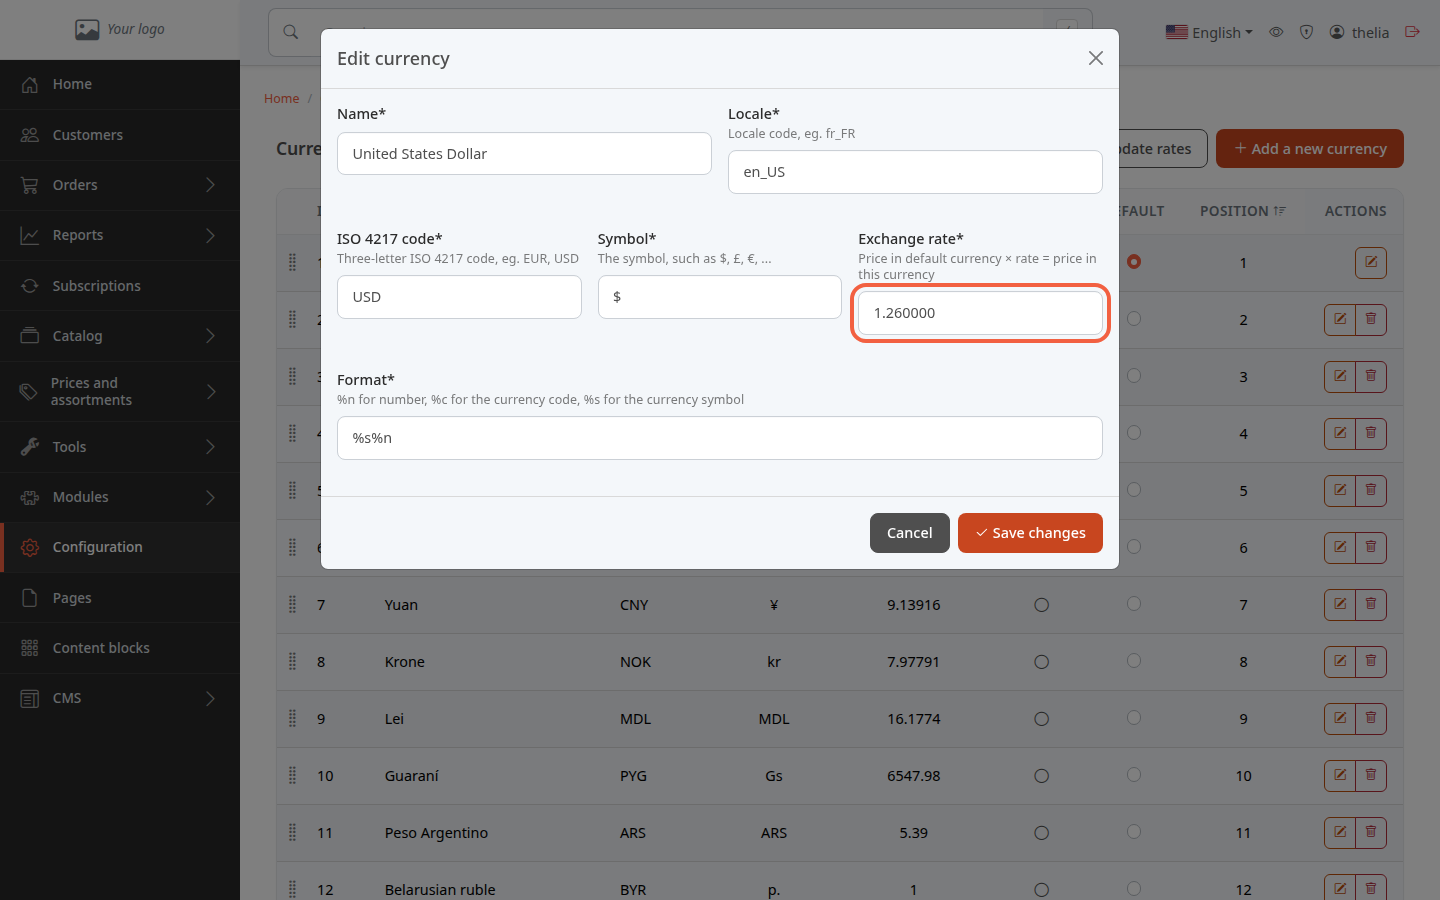 Your logo
English
thelia
Home
Customers
Orders
Reports
Subscriptions
Catalog
Prices and
assortments
Tools
Modules
Configuration
Pages
Content blocks
CMS
Home /
Edit currency
Name*
United States Dollar
Locale*
Locale code, eg. fr_FR
en_US
ISO 4217 code*
Three-letter ISO 4217 code, eg. EUR, USD
USD
Symbol*
The symbol, such as $, £, €, ...
$
Exchange rate*
Price in default currency × rate = price in
this currency
1.260000
Format*
%n for number, %c for the currency code, %s for the currency symbol
%s%n
Cancel
Save changes
rates
Add a new currency
POSITION
ACTIONS
1
2
3
4
5
6
7 Yuan CNY ¥ 9.13916 7
8 Krone NOK kr 7.97791 8
9 Lei MDL MDL 16.1774 9
10 Guaraní PYG Gs 6547.98 10
11 Peso Argentino ARS ARS 5.39 11
12 Belarusian ruble BYR p. 1 12